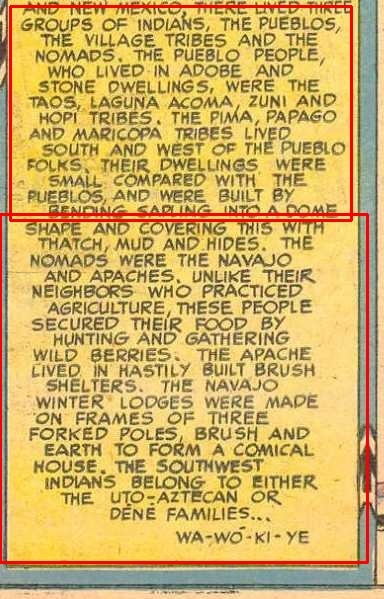 AND NEW MEXICO, THERE LIVED THREE
GROUPS OF INDIANS, THE PUEBLOS,
THE VILLAGE TRIBES AND THE
NOMADS. THE PUEBLO PEOPLE,
WHO LIVED IN ADOBE AND
STONE DWELLINGS, WERE THE
TAOS, LAGUNA ACOMA, ZUNI AND
HOPI TRIBES. THE PIMA, PAPAGO
AND MARICOPA TRIBES LIVED
SOUTH AND WEST OF THE PUEBLO
FOLKS. THEIR DWELLINGS WERE
SMALL COMPARED WITH THE
PUEBLOS, AND WERE BUILT BY
BENDING SAPLING INTO A DOME
SHAPE AND COVERING THIS WITH
THATCH, MUD AND HIDES. THE
NOMADS WERE THE NAVAJO
AND APACHES. UNLIKE THEIR
NEIGHBORS WHO PRACTICED
AGRICULTURE, THESE PEOPLE
SECURED THEIR FOOD BY
HUNTING AND GATHERING
WILD BERRIES. THE APACHE
LIVED IN HASTILY BUILT BRUSH
SHELTERS. THE NAVAJO
WINTER LODGES WERE MADE
ON FRAMES OF THREE
FORKED POLES, BRUSH AND
EARTH TO FORM A COMICAL
HOUSE. THE SOUTHWEST
INDIANS BELONG TO EITHER
THE UTO-AZTECAN OR
DENÉ FAMILIES...
WA-WO-KI-YE